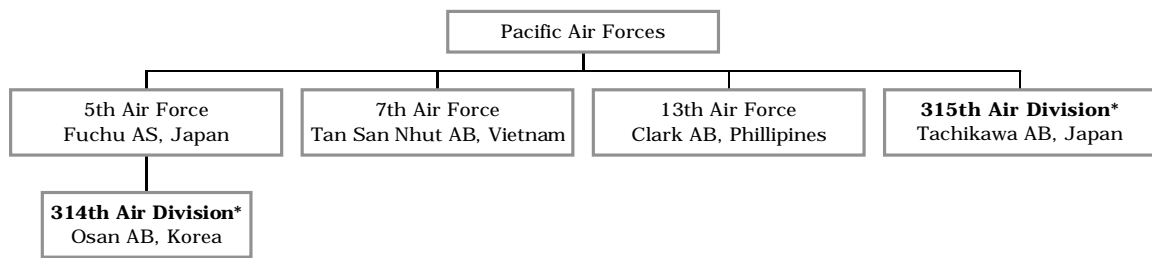 Pacific Air Forces
5th Air Force
Fuchu AS, Japan
7th Air Force
Tan San Nhut AB, Vietnam
13th Air Force
Clark AB, Phillipines
315th Air Division*
Tachikawa AB, Japan
314th Air Division*
Osan AB, Korea